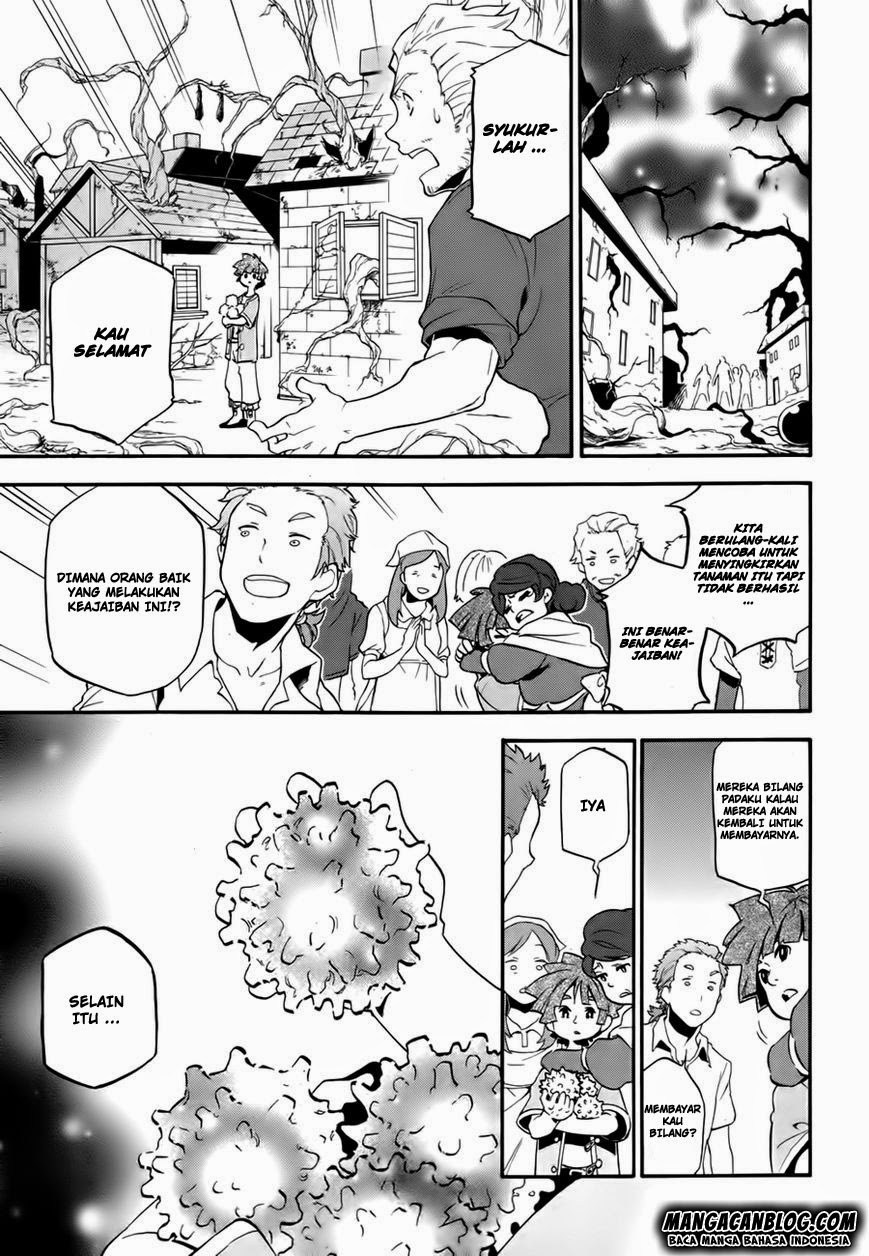 SYUKUR-
LAH ...
KAU
SELAMAT
KITA
BERULANG-KALI
MENCOBA UNTUK
MENYINGKIRKAN
TANAMAN ITU TAPI
TIDAK BERHASIL
...
INI BENAR-
BENAR KEA-
JAIBAN!
DIMANA ORANG BAIK
YANG MELAKUKAN
KEAJAIBAN INI!?
MEREKA BILANG
PADAKU KALAU
MEREKA AKAN
KEMBALI UNTUK
MEMBAYARNYA.
MEMBAYAR
KAU
BILANG?
IYA
SELAIN
ITU ...
MANGACANBLOG.COM
BACA MANGA BAHASA INDONESIA